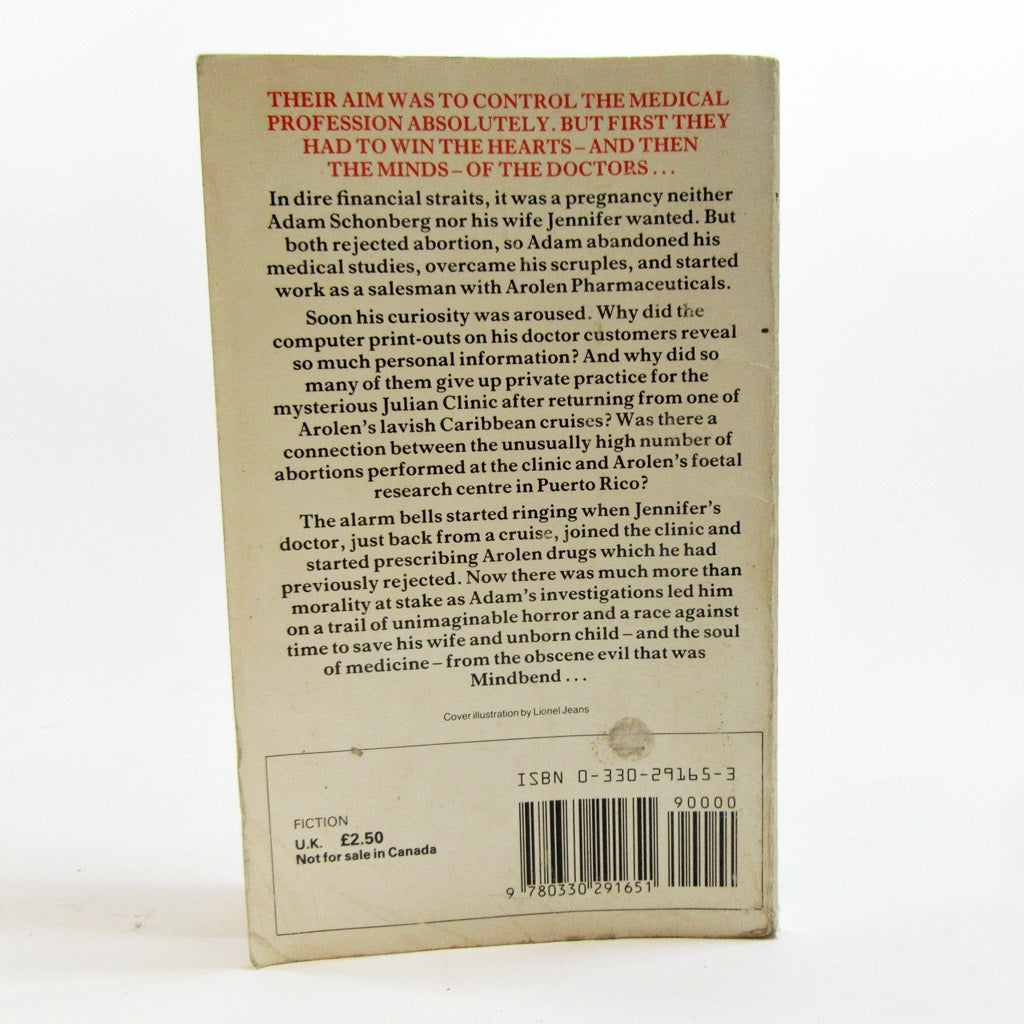 THEIR AIM WAS TO CONTROL THE MEDICAL
PROFESSION ABSOLUTELY. BUT FIRST THEY
HAD TO WIN THE HEARTS – AND THEN
THE MINDS – OF THE DOCTORS...
In dire financial straits, it was a pregnancy neither
Adam Schonberg nor his wife Jennifer wanted. But
both rejected abortion, so Adam abandoned his
medical studies, overcame his scruples, and started
work as a salesman with Arolen Pharmaceuticals.
Soon his curiosity was aroused. Why did the
computer print-outs on his doctor customers reveal
so much personal information? And why did so
many of them give up private practice for the
mysterious Julian Clinic after returning from one of
Arolen's lavish Caribbean cruises? Was there a
connection between the unusually high number of
abortions performed at the clinic and Arolen's foetal
research centre in Puerto Rico?
The alarm bells started ringing when Jennifer's
doctor, just back from a cruise, joined the clinic and
started prescribing Arolen drugs which he had
previously rejected. Now there was much more than
morality at stake as Adam's investigations led him
on a trail of unimaginable horror and a race against
time to save his wife and unborn child – and the soul
of medicine – from the obscene evil that was
Mindbend...
Cover illustration by Lionel Jeans
ISBN 0-330-29165-3
90000
FICTION
U.K. £2.50
Not for sale in Canada
9 780330 291651